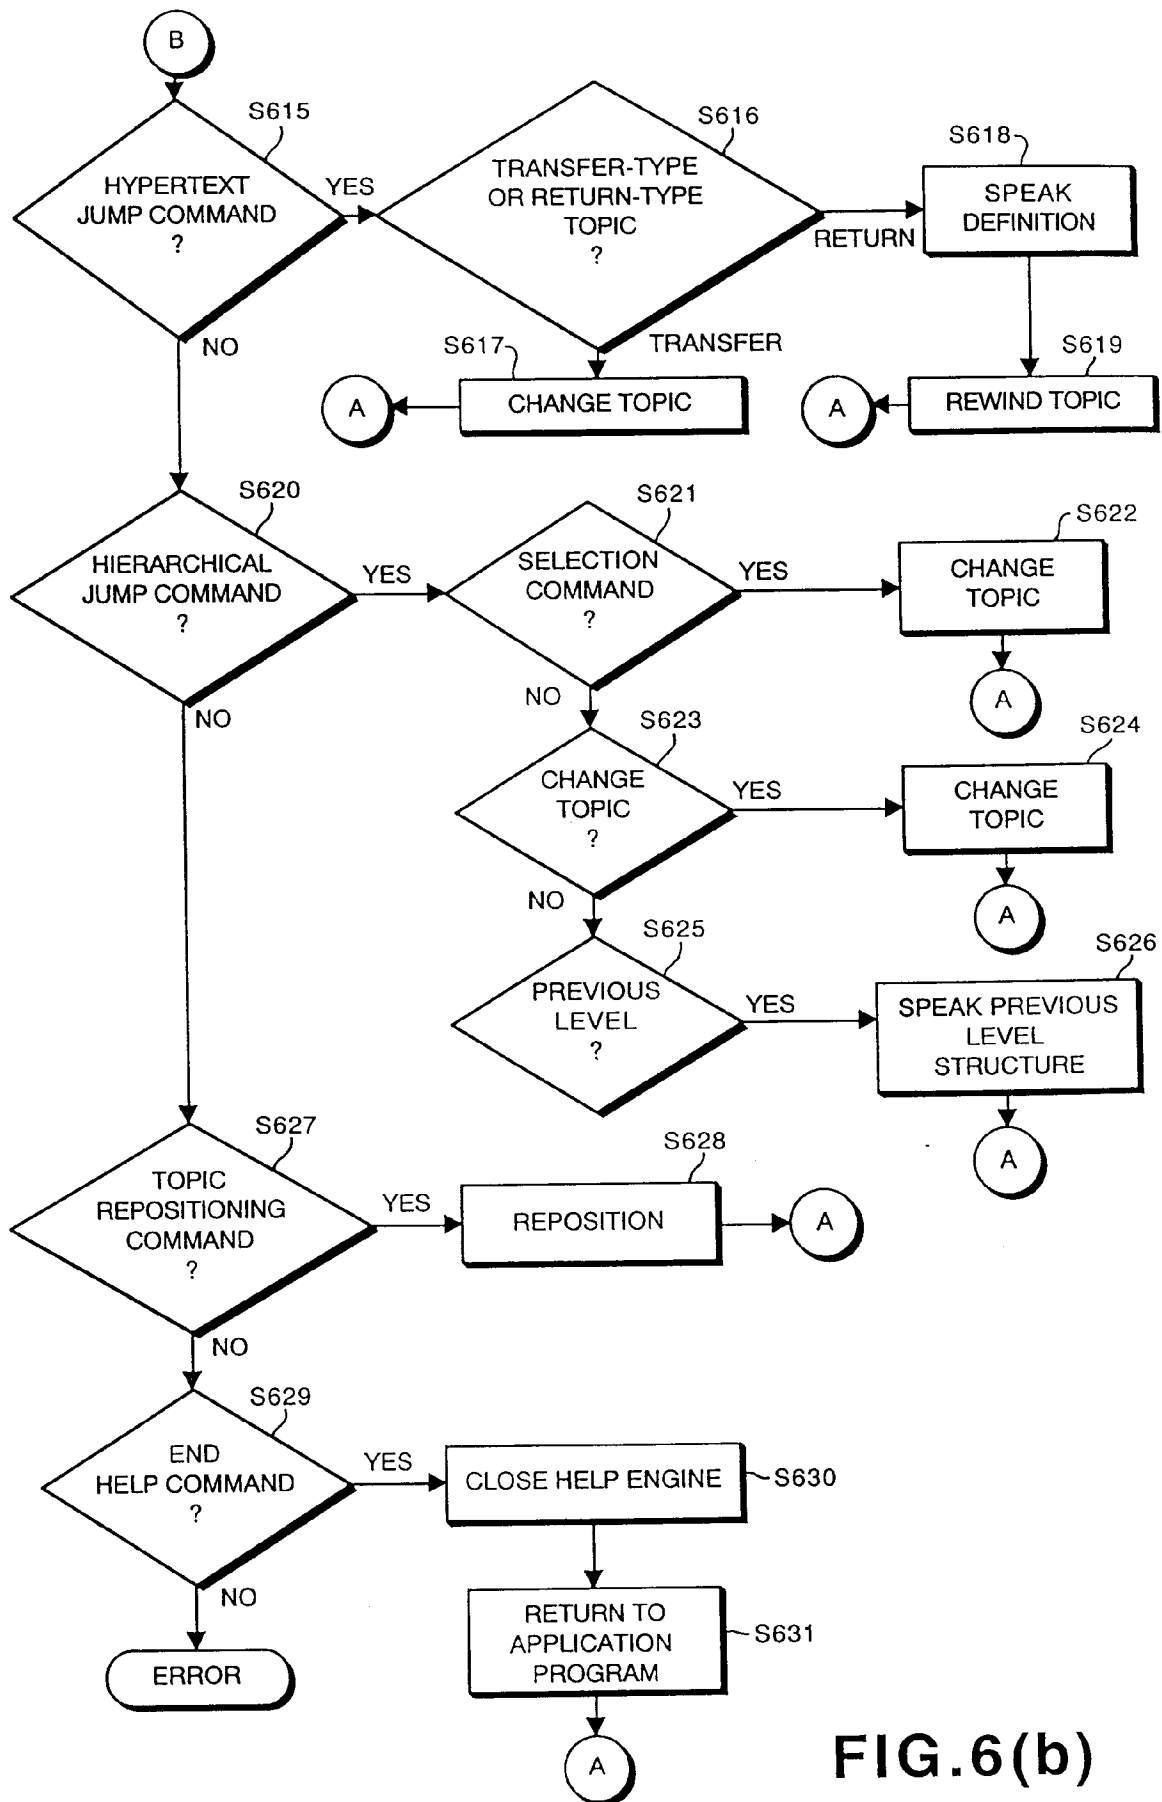 B
S615
HYPERTEXT
JUMP COMMAND
?
YES
NO
S616
TRANSFER-TYPE
OR RETURN-TYPE
TOPIC
?
RETURN
TRANSFER
S618
SPEAK
DEFINITION
S617
CHANGE TOPIC
A
S619
REWIND TOPIC
A
S620
HIERARCHICAL
JUMP COMMAND
?
YES
NO
S621
SELECTION
COMMAND
?
YES
NO
S622
CHANGE
TOPIC
A
S623
CHANGE
TOPIC
?
YES
NO
S624
CHANGE
TOPIC
A
S625
PREVIOUS
LEVEL
?
YES
S626
SPEAK PREVIOUS
LEVEL
STRUCTURE
A
S627
TOPIC
REPOSITIONING
COMMAND
?
YES
NO
S628
REPOSITION
A
S629
END
HELP COMMAND
?
YES
NO
CLOSE HELP ENGINE
S630
ERROR
RETURN TO
APPLICATION
PROGRAM
S631
A
FIG.6(b)